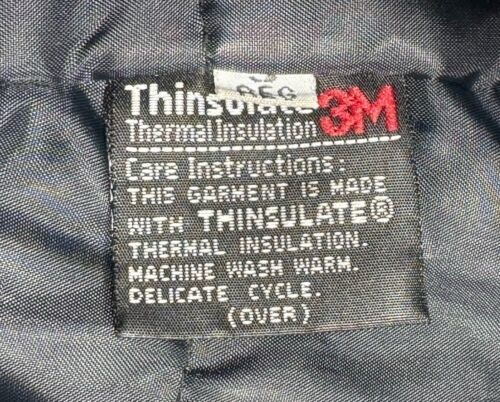 REG
Thinsulate 3M
Thermal Insulation
Care Instructions:
THIS GARMENT IS MADE
WITH THINSULATE®
THERMAL INSULATION.
MACHINE WASH WARM.
DELICATE CYCLE.
(OVER)